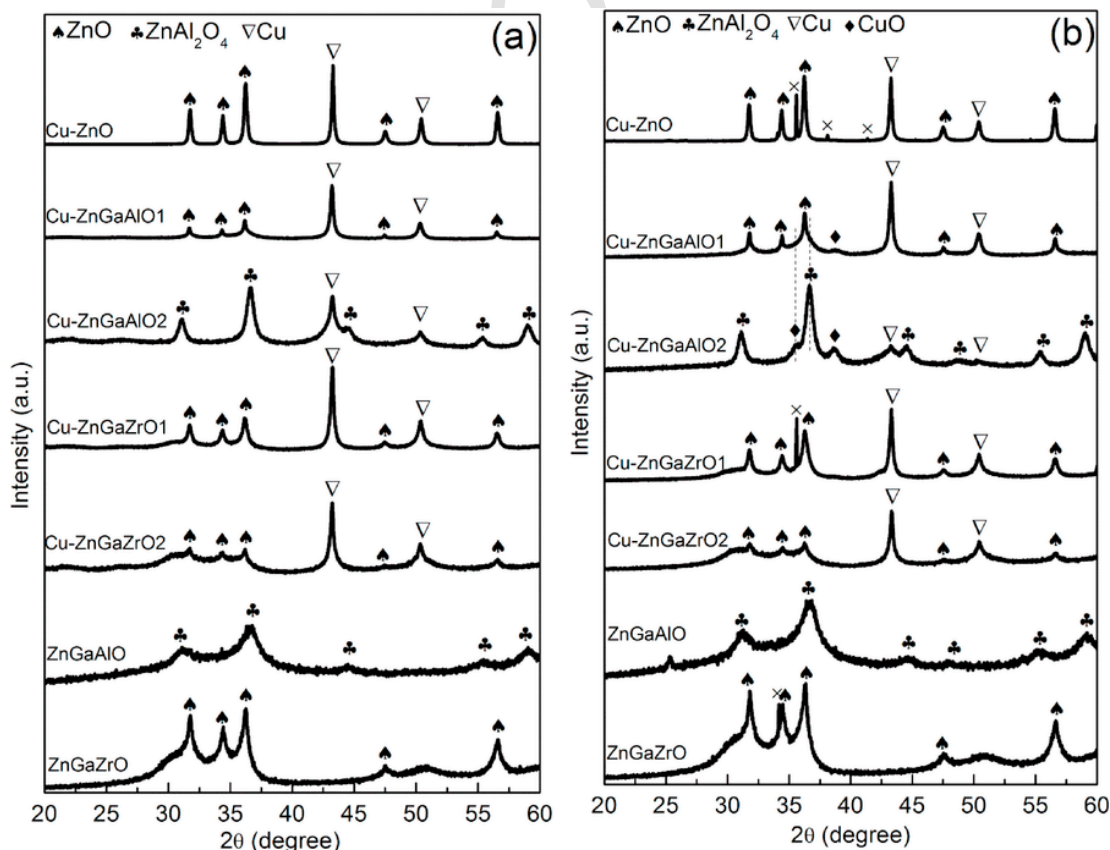 ♠ZnO ♣ZnAl2O4 ▽Cu (a)
Cu-ZnO
Cu-ZnGaAlO1
Cu-ZnGaAlO2
Cu-ZnGaZrO1
Cu-ZnGaZrO2
ZnGaAlO
ZnGaZrO
Intensity (a.u.)
20 25 30 35 40 45 50 55 60
2θ (degree)
♠ZnO ♣ZnAl2O4 ▽Cu ♦CuO (b)
Cu-ZnO
Cu-ZnGaAlO1
Cu-ZnGaAlO2
Cu-ZnGaZrO1
Cu-ZnGaZrO2
ZnGaAlO
ZnGaZrO
Intensity (a.u.)
20 25 30 35 40 45 50 55 60
2θ (degree)